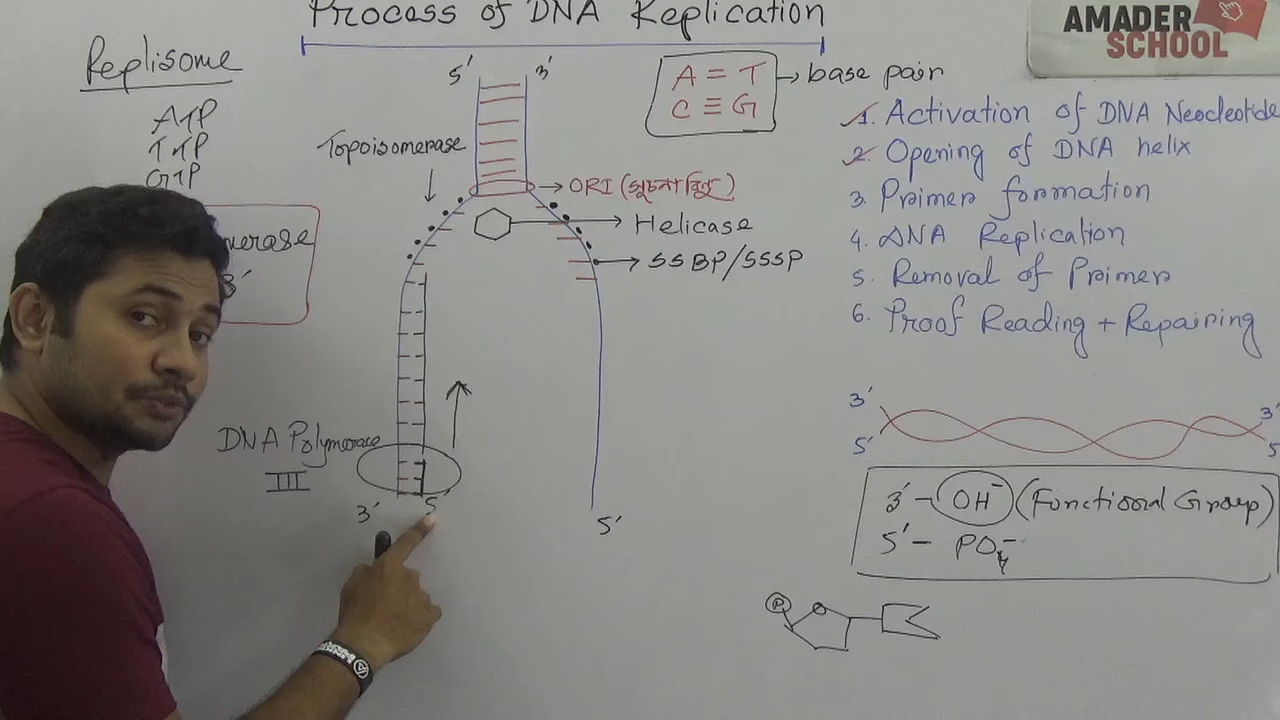 Process of DNA Replication
AMADER
SCHOOL
Replisome
ATP
TTP
GTP
3'
5'
3'
Topoisomerase
A = T
C ≡ G
base pair
ORI (সূচনা বিন্দু)
Helicase
SSBP/SSSP
DNA Polymerase
III
3'
5'
5'
1. Activation of DNA Neocleotide
2. Opening of DNA helix
3. Primer formation
4. DNA Replication
5. Removal of Primer
6. Proof Reading + Repairing
3'
3'
5'
5
3' - OH⁻ (Functional Group)
5' - PO₄⁻
P